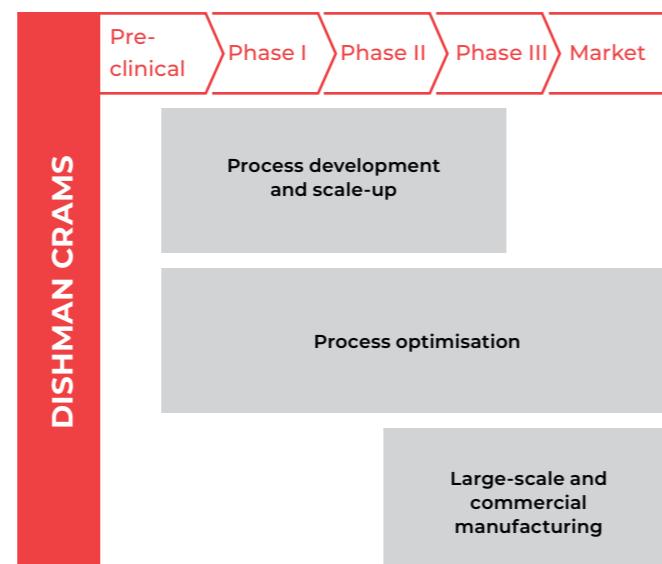 Pre-
clinical
Phase I
Phase II
Phase III
Market
DISHMAN CRAMS
Process development
and scale-up
Process optimisation
Large-scale and
commercial
manufacturing